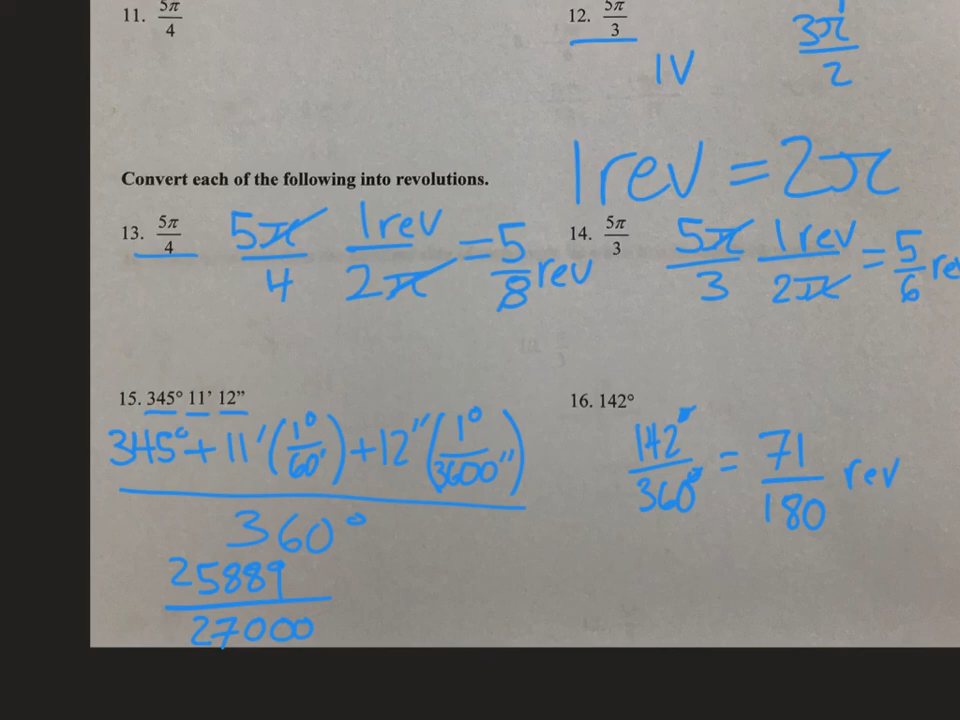 11. 5π/4
12. 5π/3
3π/2
IV
1 rev = 2π
Convert each of the following into revolutions.
13. 5π/4   5π/4 1 rev/2π = 5/8 rev
14. 5π/3   5π/3 1 rev/2π = 5/6 re
15. 345° 11' 12”
16. 142°
345° + 11' (1°/60') + 12" (1°/3600")
360°
25889
27000
142°/360° = 71/180 rev